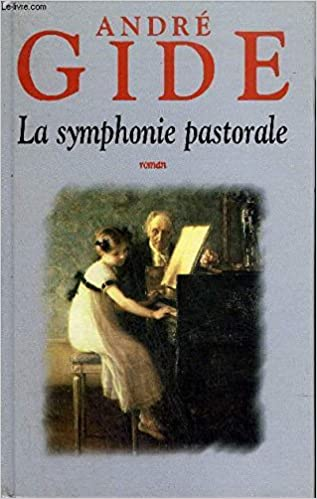 Le-livre.com
ANDRÉ
GIDE
La symphonie pastorale
roman